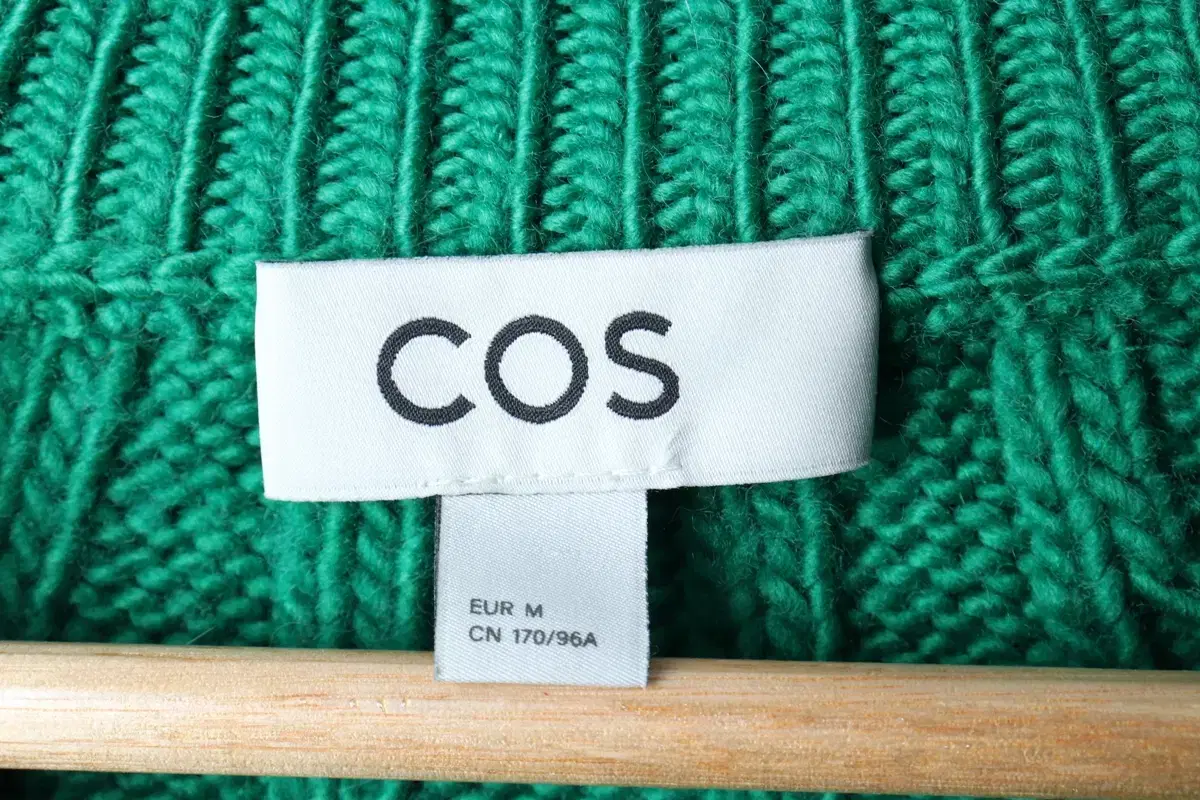 COS
EUR M
CN 170/96A